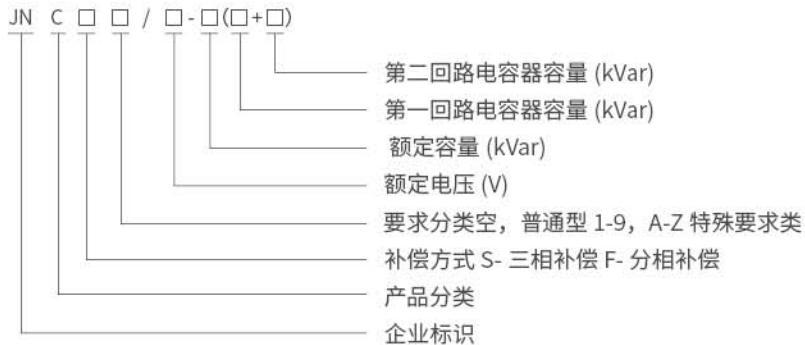 JN C □ □ / □ - □ (□+□)
第二回路电容器容量 (kVar)
第一回路电容器容量 (kVar)
额定容量 (kVar)
额定电压 (V)
要求分类空，普通型 1-9，A-Z 特殊要求类
补偿方式 S- 三相补偿 F- 分相补偿
产品分类
企业标识